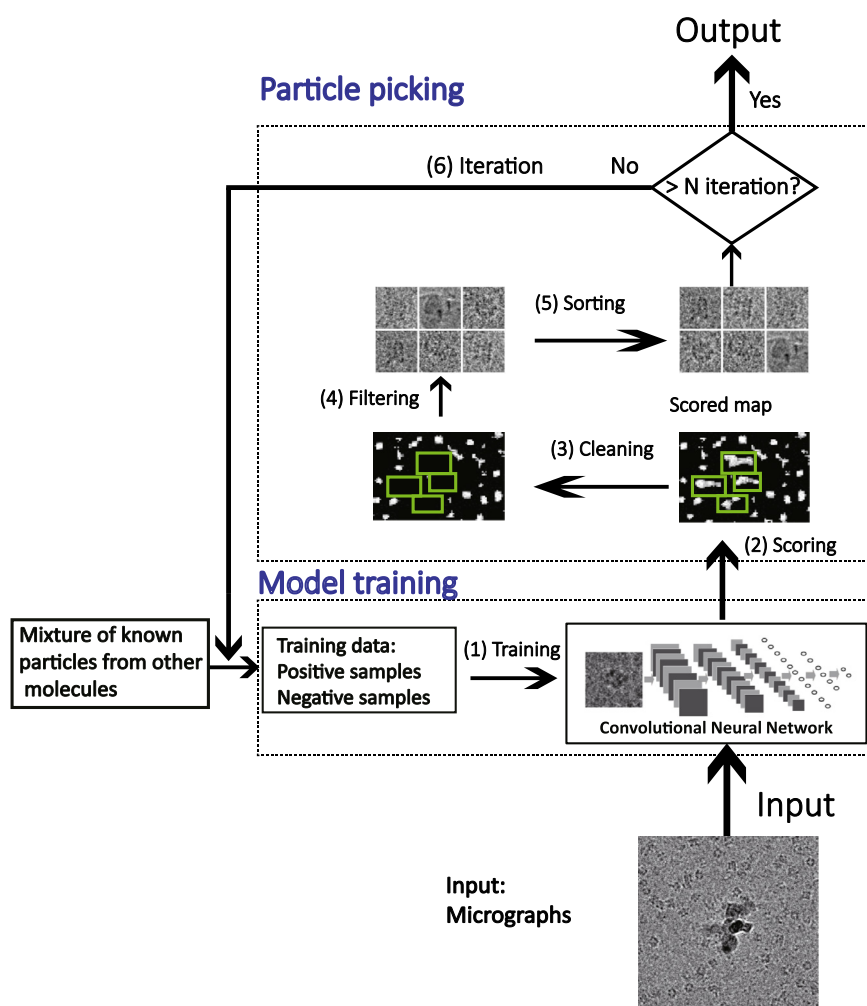 Output
Particle picking
Yes
(6) Iteration
No
> N iteration?
(5) Sorting
(4) Filtering
Scored map
(3) Cleaning
(2) Scoring
Model training
Mixture of known
particles from other
molecules
Training data:
Positive samples
Negative samples
(1) Training
Convolutional Neural Network
Input
Input:
Micrographs